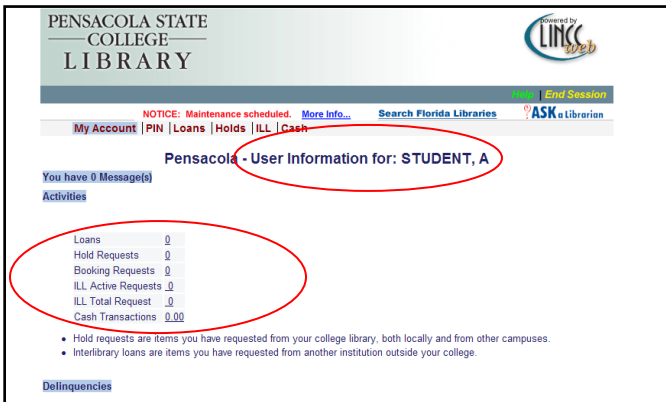 PENSACOLA STATE
COLLEGE
LIBRARY
powered by
LINCC
web
Help | End Session
NOTICE: Maintenance scheduled. More Info... Search Florida Libraries ?ASK a Librarian
My Account | PIN | Loans | Holds | ILL | Cash
Pensacola - User Information for: STUDENT, A
You have 0 Message(s)
Activities
Loans 0
Hold Requests 0
Booking Requests 0
ILL Active Requests 0
ILL Total Request 0
Cash Transactions 0.00
• Hold requests are items you have requested from your college library, both locally and from other campuses.
• Interlibrary loans are items you have requested from another institution outside your college.
Delinquencies